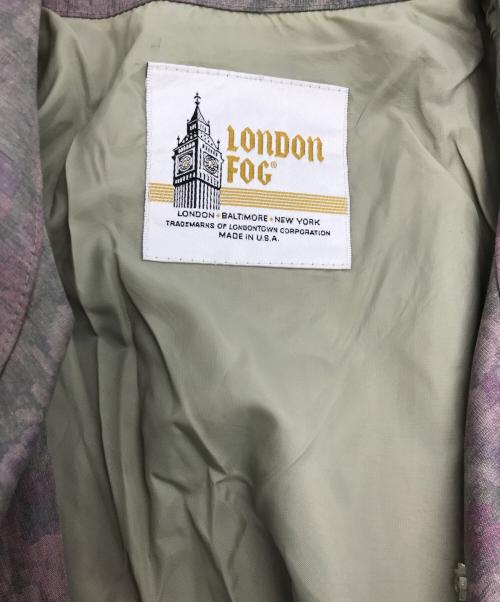 LONDON
FOG®
LONDON • BALTIMORE • NEW YORK
TRADEMARKS OF LONDONTOWN CORPORATION
MADE IN U.S.A.